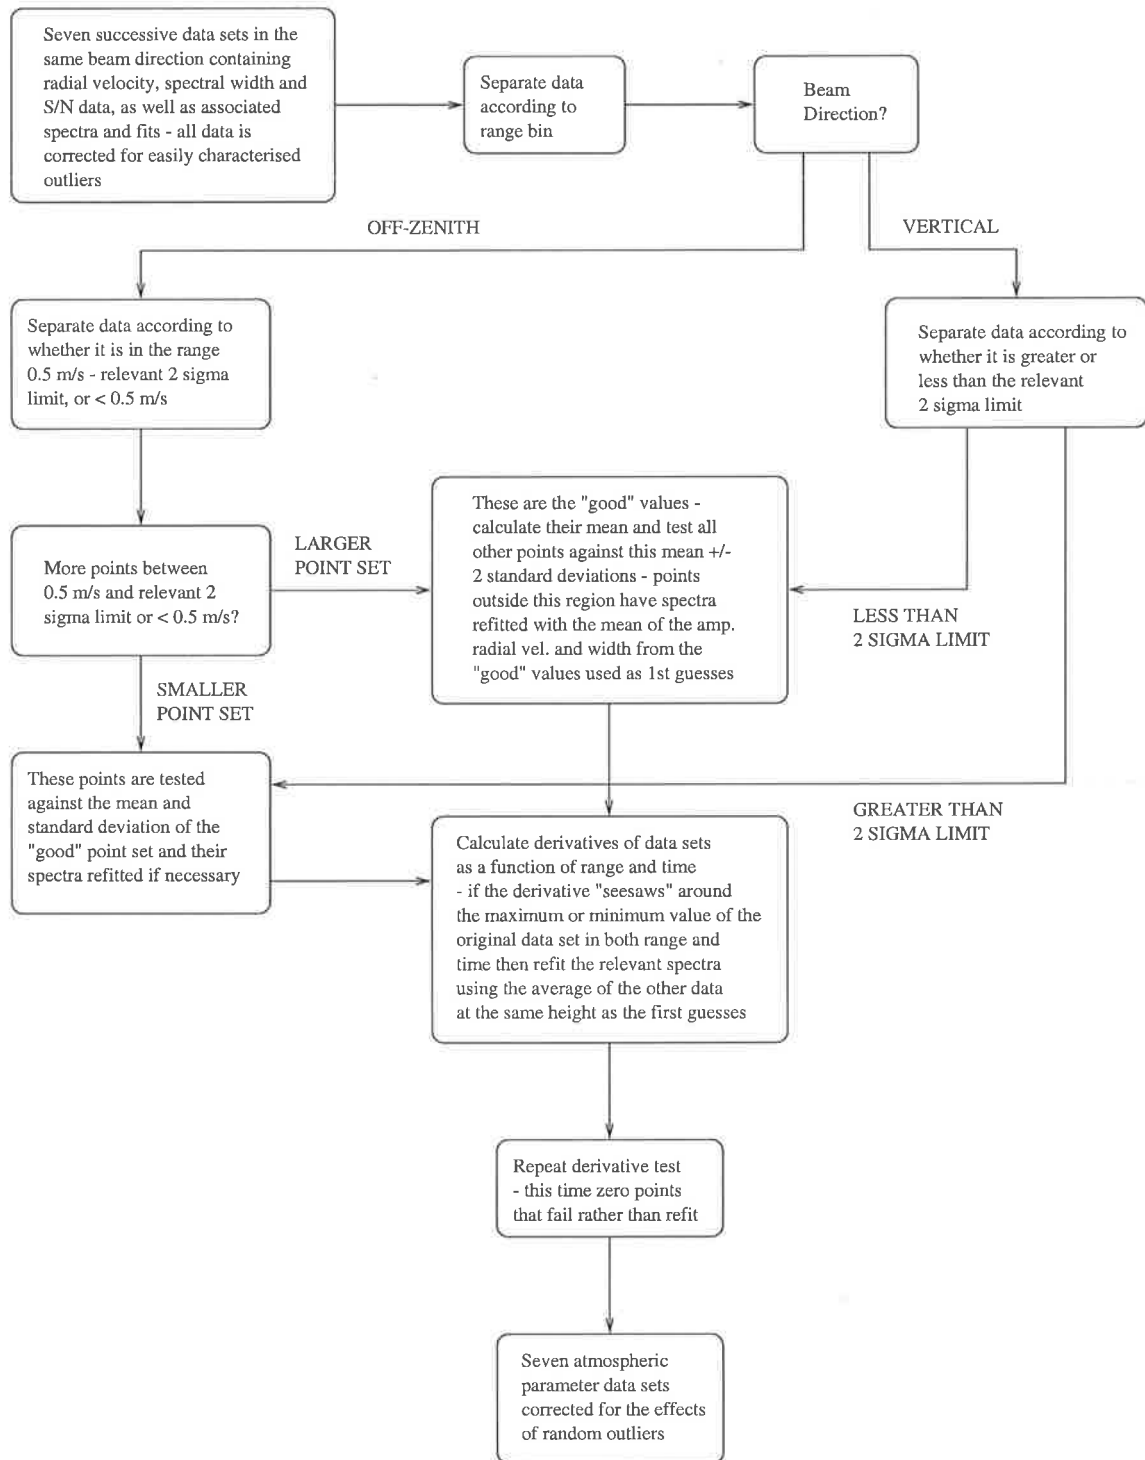 Seven successive data sets in the
same beam direction containing
radial velocity, spectral width and
S/N data, as well as associated
spectra and fits - all data is
corrected for easily characterised
outliers
Separate data
according to
range bin
Beam
Direction?
OFF-ZENITH
VERTICAL
Separate data according to
whether it is in the range
0.5 m/s - relevant 2 sigma
limit, or < 0.5 m/s
Separate data according to
whether it is greater or
less than the relevant
2 sigma limit
More points between
0.5 m/s and relevant 2
sigma limit or < 0.5 m/s?
LARGER
POINT SET
These are the "good" values -
calculate their mean and test all
other points against this mean +/-
2 standard deviations - points
outside this region have spectra
refitted with the mean of the amp.
radial vel. and width from the
"good" values used as 1st guesses
LESS THAN
2 SIGMA LIMIT
SMALLER
POINT SET
These points are tested
against the mean and
standard deviation of the
"good" point set and their
spectra refitted if necessary
GREATER THAN
2 SIGMA LIMIT
Calculate derivatives of data sets
as a function of range and time
- if the derivative "seesaws" around
the maximum or minimum value of the
original data set in both range and
time then refit the relevant spectra
using the average of the other data
at the same height as the first guesses
Repeat derivative test
- this time zero points
that fail rather than refit
Seven atmospheric
parameter data sets
corrected for the effects
of random outliers